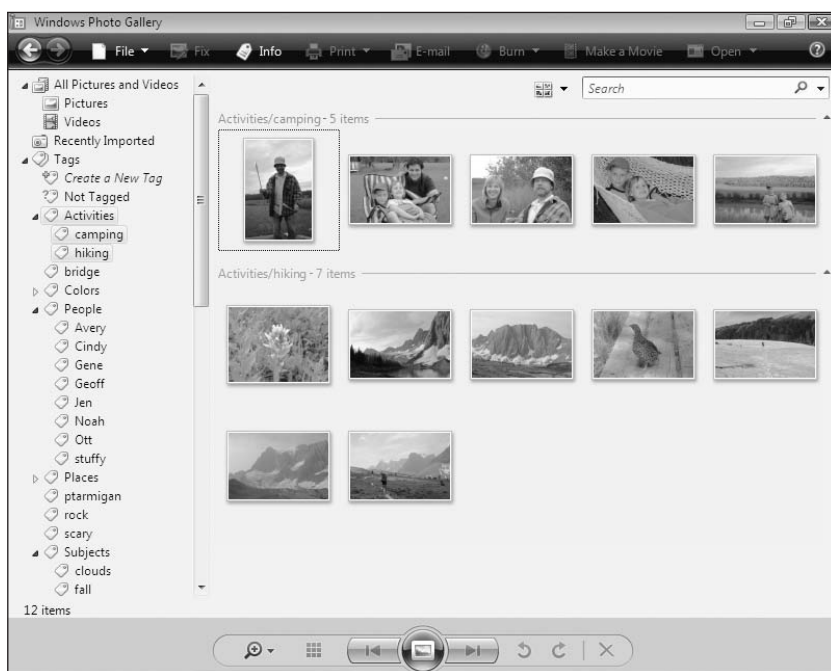 Windows Photo Gallery
File Fix Info Print E-mail Burn Make a Movie Open
All Pictures and Videos
Pictures
Videos
Recently Imported
Tags
Create a New Tag
Not Tagged
Activities
camping
hiking
bridge
Colors
People
Avery
Cindy
Gene
Geoff
Jen
Noah
Ott
stuffy
Places
ptarmigan
rock
scary
Subjects
clouds
fall
12 items
Search
Activities/camping - 5 items
Activities/hiking - 7 items